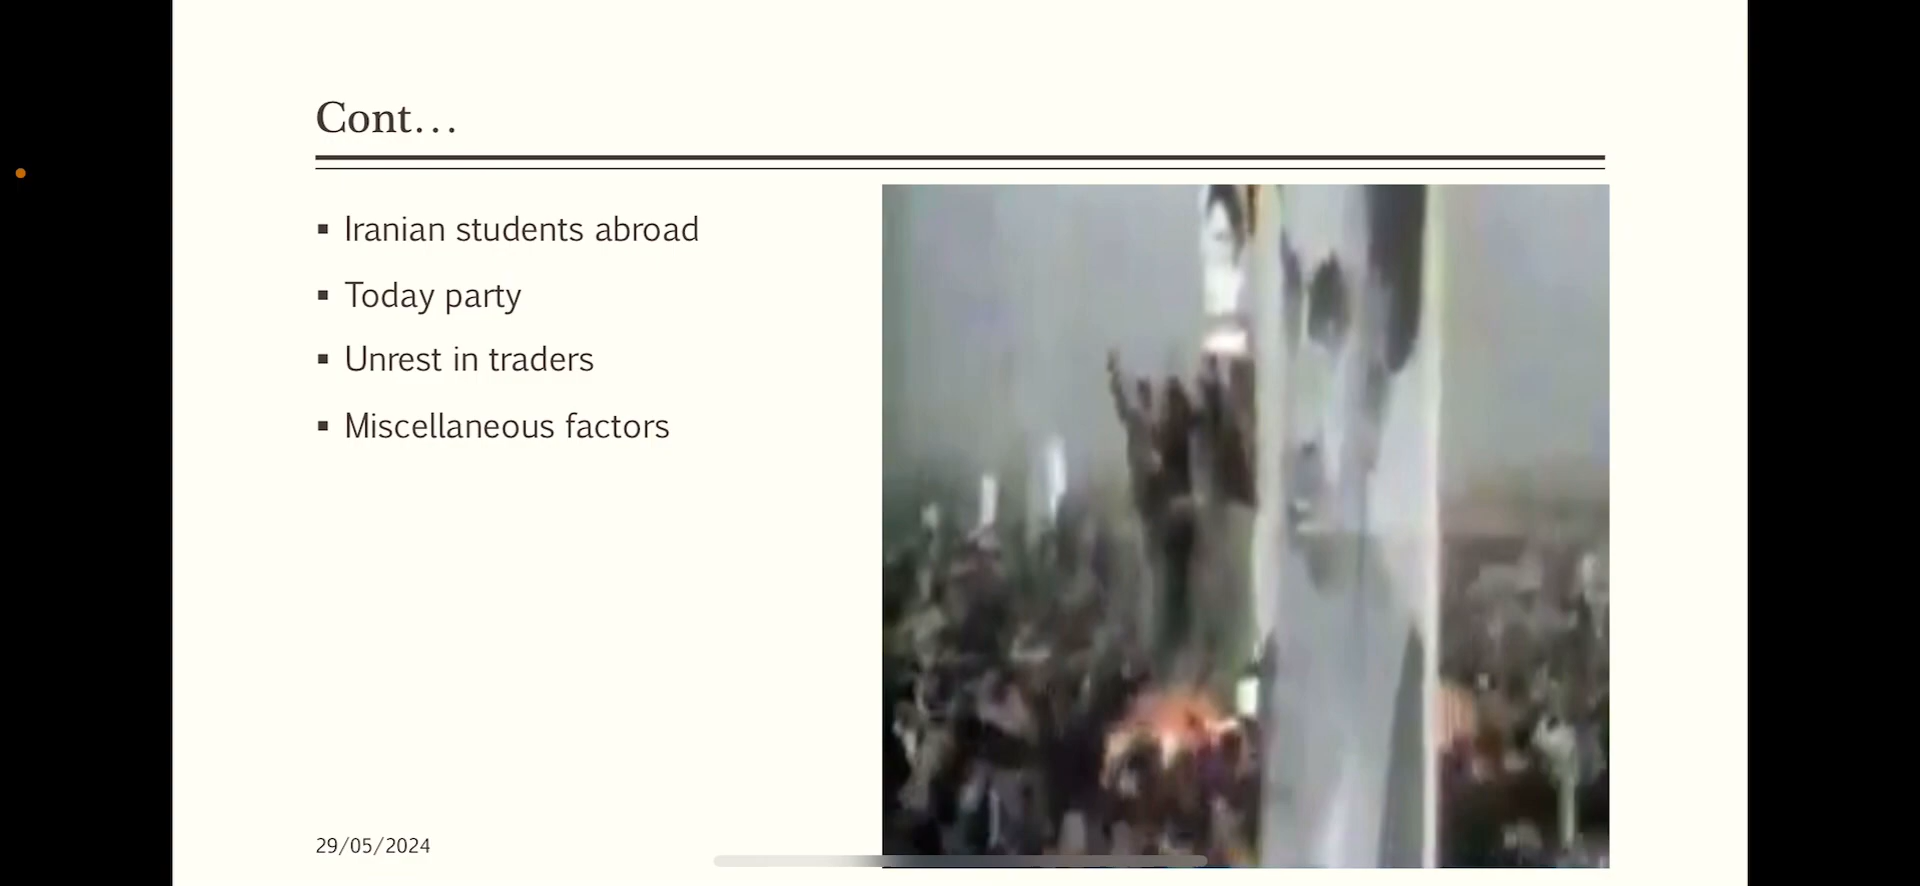 Cont...
▪ Iranian students abroad
▪ Today party
▪ Unrest in traders
▪ Miscellaneous factors
29/05/2024